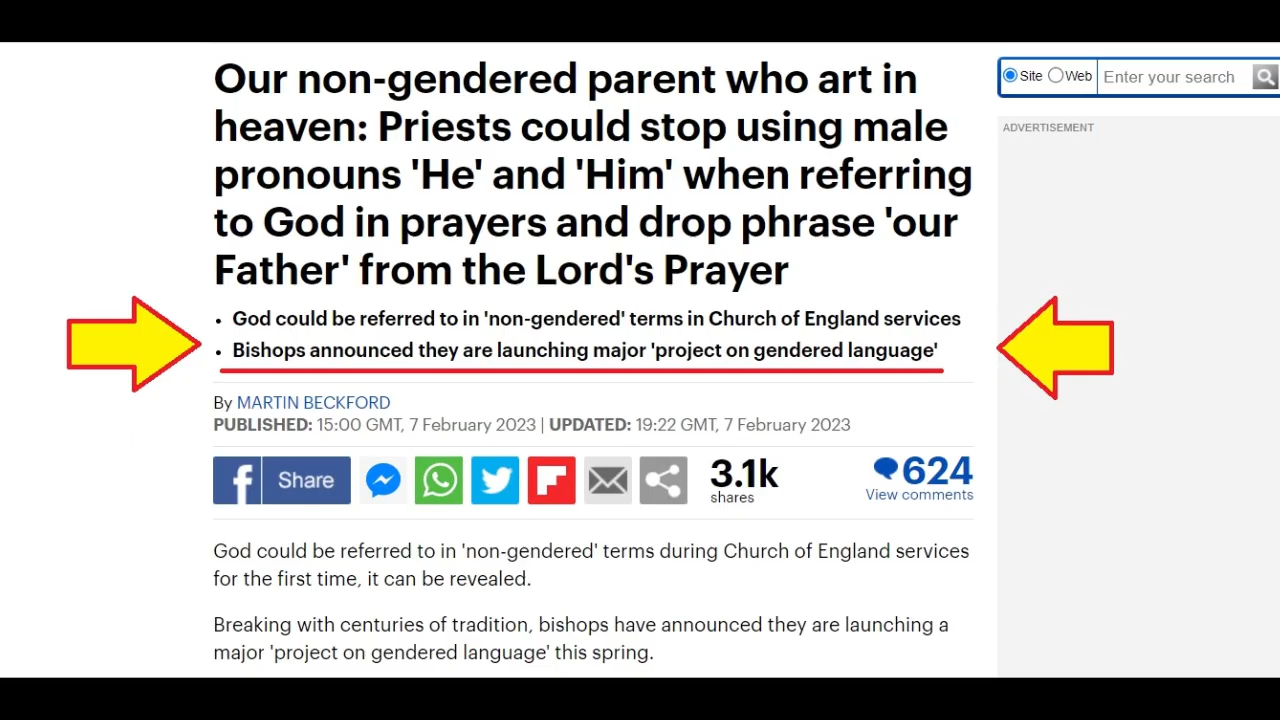 Our non-gendered parent who art in
heaven: Priests could stop using male
pronouns 'He' and 'Him' when referring
to God in prayers and drop phrase 'our
Father' from the Lord's Prayer
• God could be referred to in 'non-gendered' terms in Church of England services
• Bishops announced they are launching major 'project on gendered language'
By MARTIN BECKFORD
PUBLISHED: 15:00 GMT, 7 February 2023 | UPDATED: 19:22 GMT, 7 February 2023
f Share
3.1k
shares
624
View comments
God could be referred to in 'non-gendered' terms during Church of England services
for the first time, it can be revealed.
Breaking with centuries of tradition, bishops have announced they are launching a
major 'project on gendered language' this spring.
Site Web Enter your search
ADVERTISEMENT